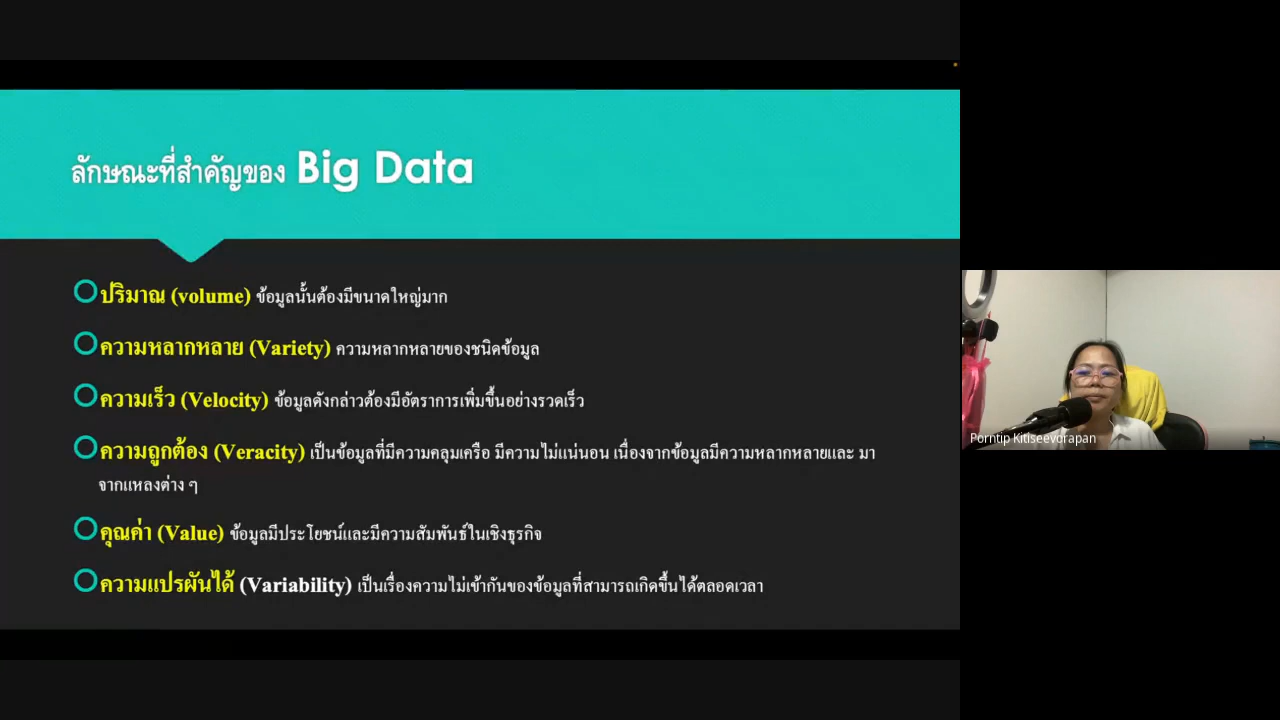 ลักษณะที่สำคัญของ Big Data
ปริมาณ (volume) ข้อมูลนั้นต้องมีขนาดใหญ่มาก
ความหลากหลาย (Variety) ความหลากหลายของชนิดข้อมูล
ความเร็ว (Velocity) ข้อมูลดังกล่าวต้องมีอัตราการเพิ่มขึ้นอย่างรวดเร็ว
ความถูกต้อง (Veracity) เป็นข้อมูลที่มีความคลุมเครือ มีความไม่แน่นอน เนื่องจากข้อมูลมีความหลากหลายและ มา
จากแหลงต่าง ๆ
คุณค่า (Value) ข้อมูลมีประโยชน์และมีความสัมพันธ์ในเชิงธุรกิจ
ความแปรผันได้ (Variability) เป็นเรื่องความไม่เข้ากันของข้อมูลที่สามารถเกิดขึ้นได้ตลอดเวลา
Porntip Kitiseevorapan